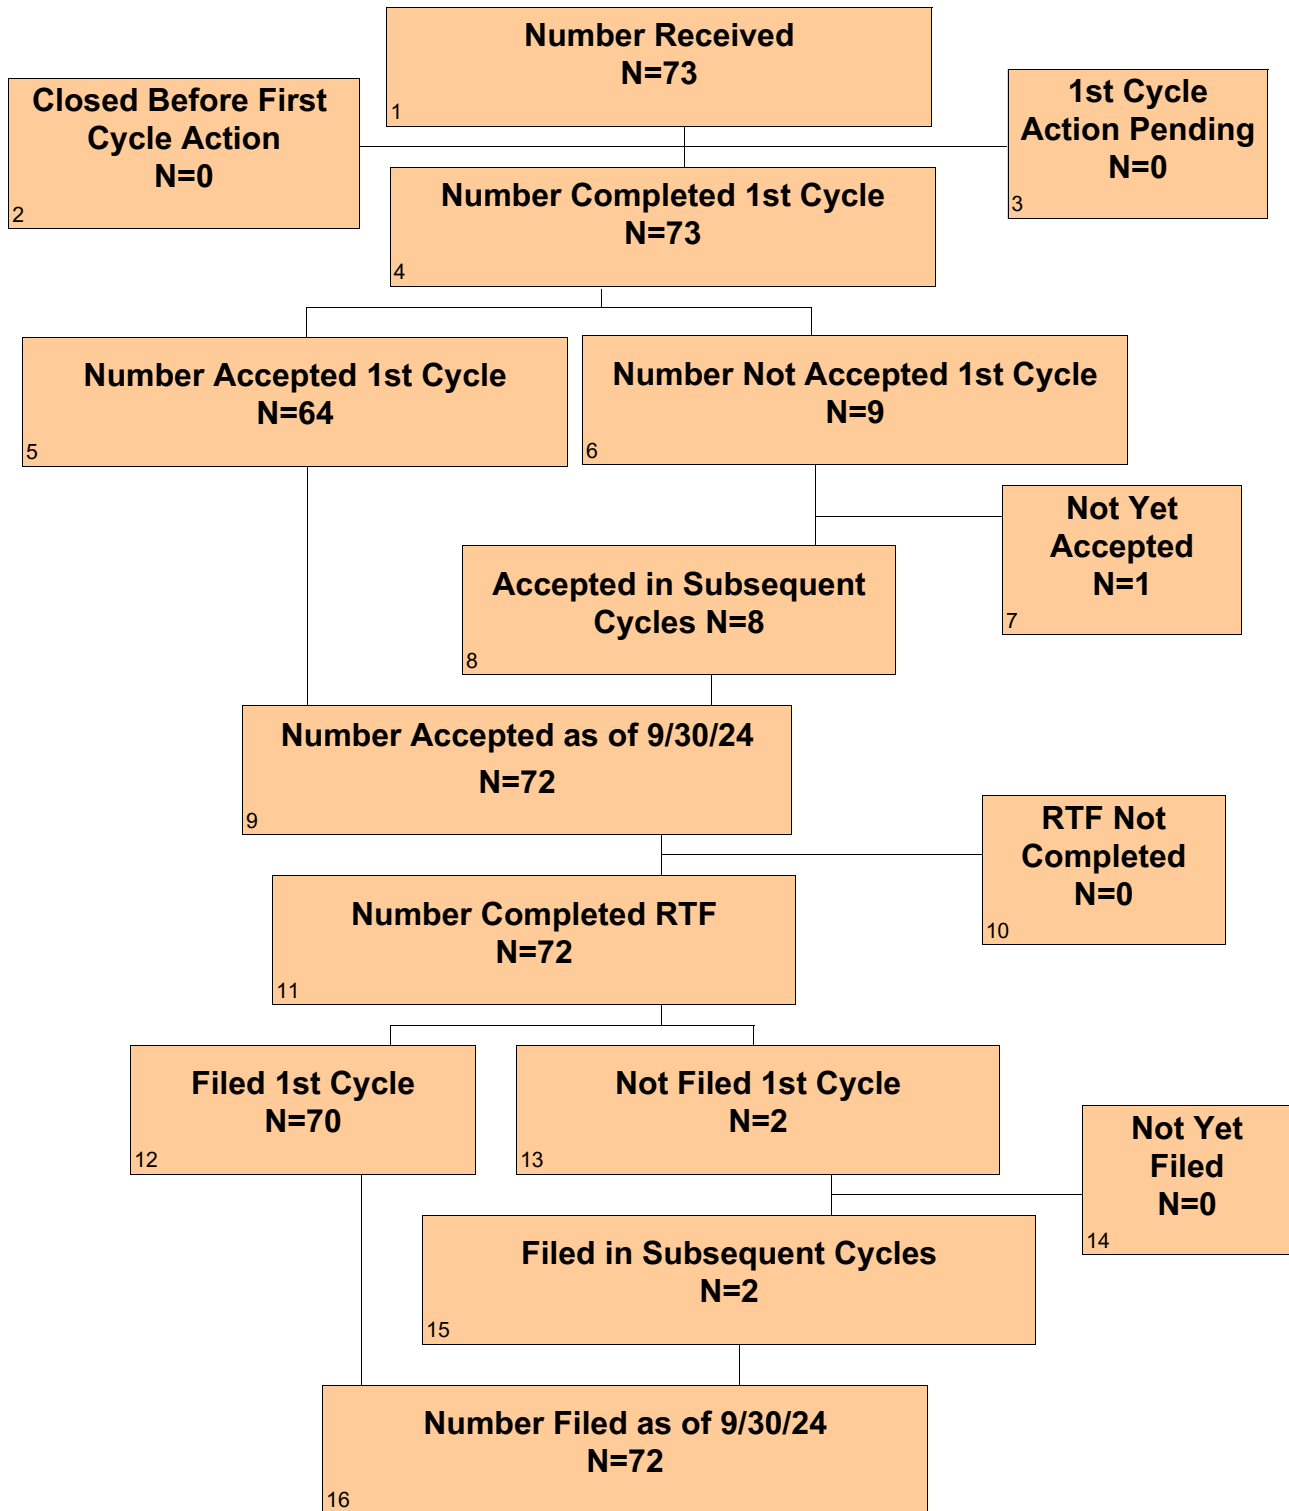 Number Received
N=73
1
Closed Before First
Cycle Action
N=0
2
1st Cycle
Action Pending
N=0
3
Number Completed 1st Cycle
N=73
4
Number Accepted 1st Cycle
N=64
5
Number Not Accepted 1st Cycle
N=9
6
Not Yet
Accepted
N=1
7
Accepted in Subsequent
Cycles N=8
8
Number Accepted as of 9/30/24
N=72
9
RTF Not
Completed
N=0
10
Number Completed RTF
N=72
11
Filed 1st Cycle
N=70
12
Not Filed 1st Cycle
N=2
13
Not Yet
Filed
N=0
14
Filed in Subsequent Cycles
N=2
15
Number Filed as of 9/30/24
N=72
16